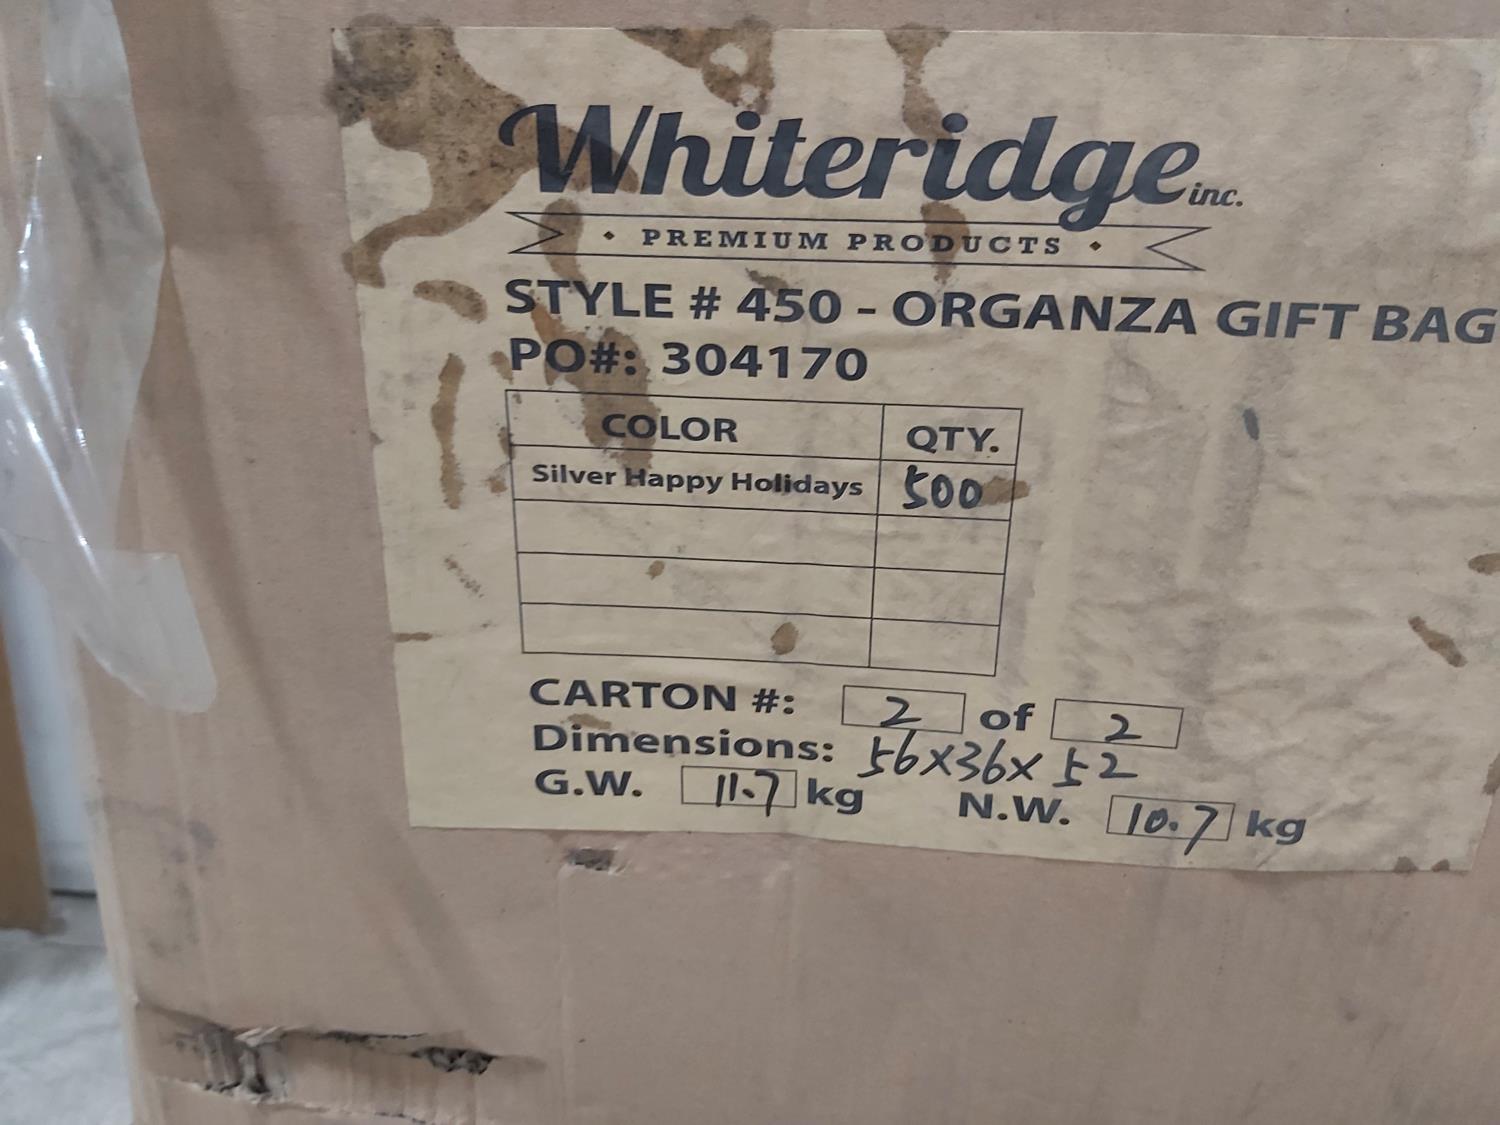 Whiteridge inc.
PREMIUM PRODUCTS
STYLE # 450 - ORGANZA GIFT BAG
PO#: 304170
COLOR QTY.
Silver Happy Holidays 500
CARTON #: 2 of 2
Dimensions: 56x36x52
G.W. 11.7 kg N.W. 10.7 kg